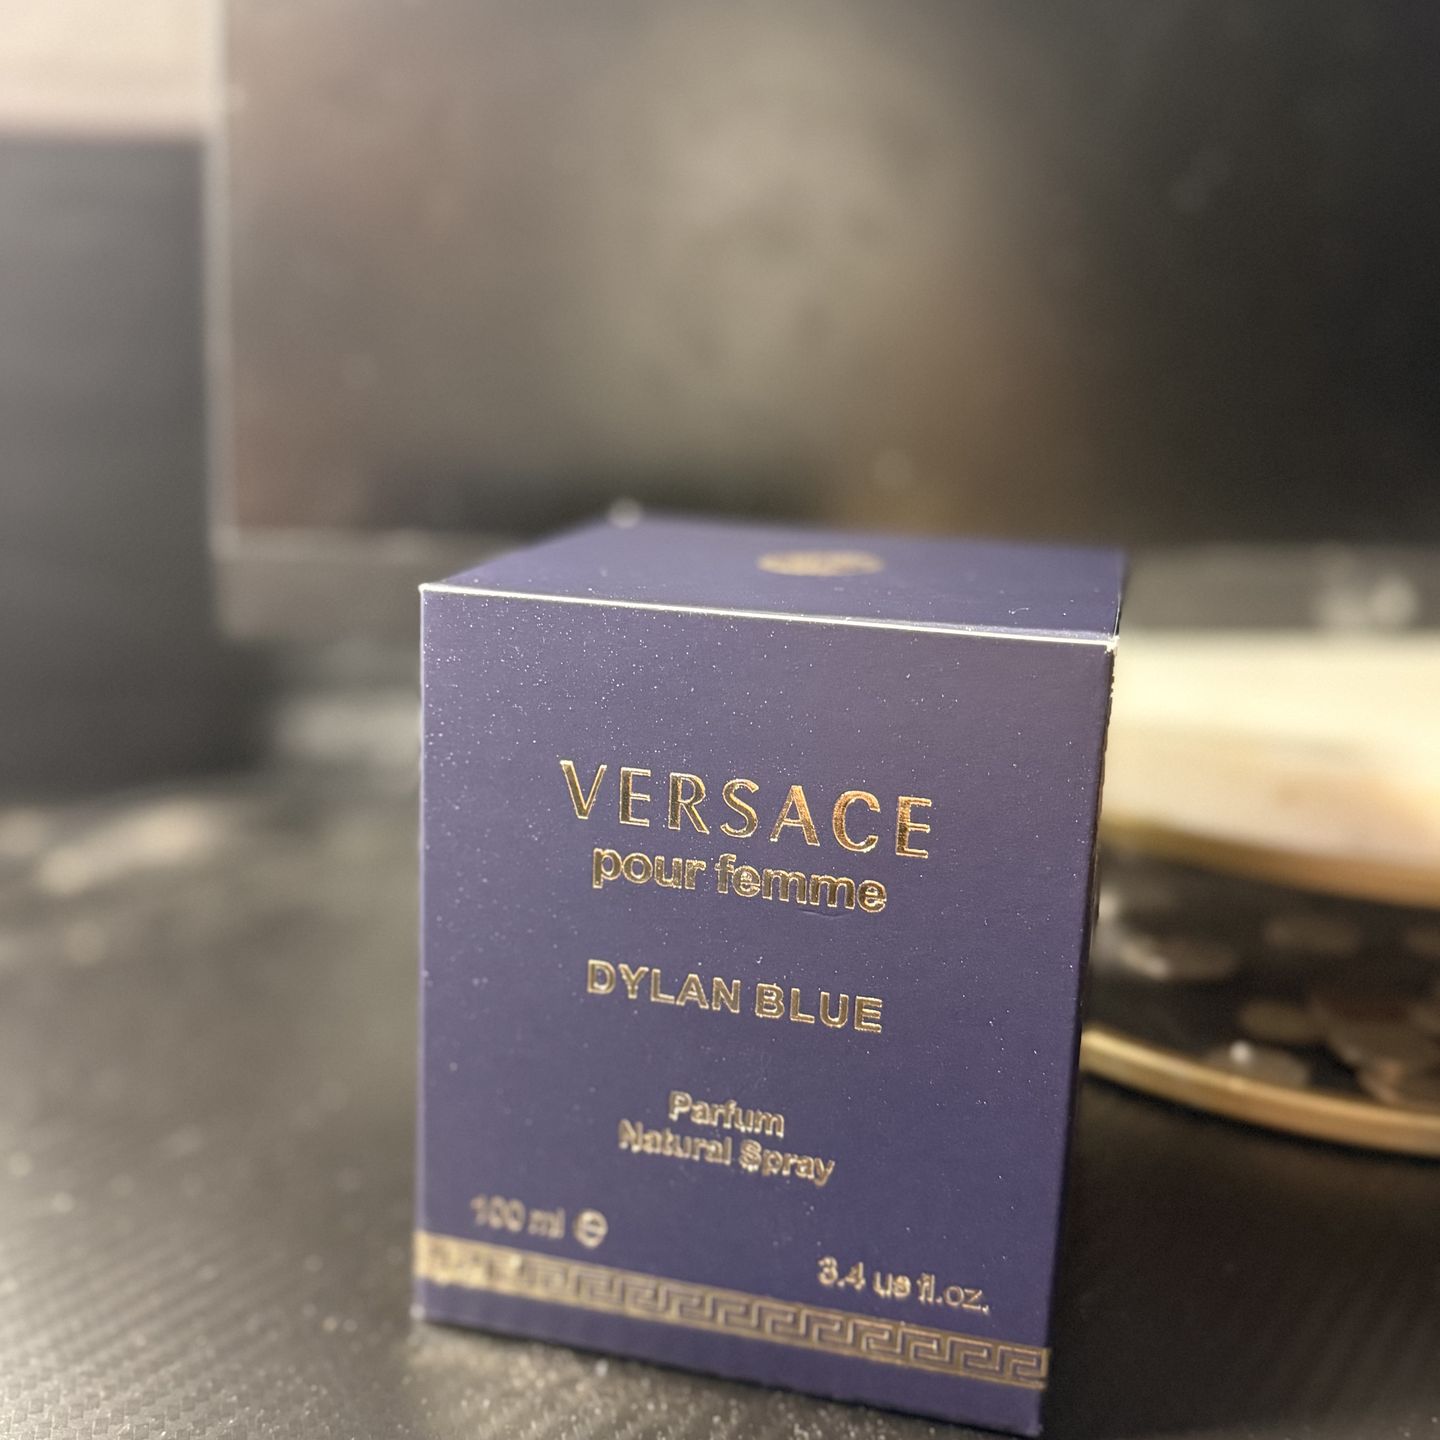 VERSACE
pour femme
DYLAN BLUE
Parfum
Natural Spray
100 ml ℮
3.4 us fl.oz.